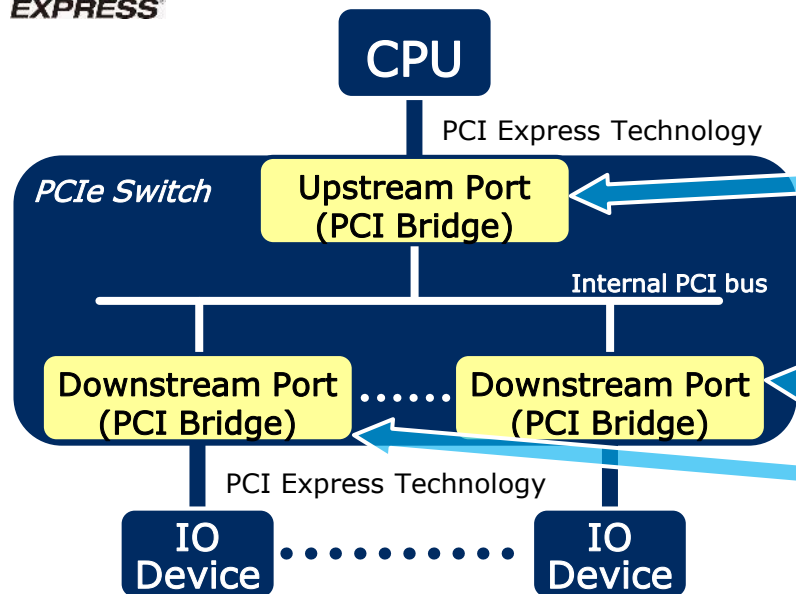 EXPRESS
CPU
PCI Express Technology
PCIe Switch
Upstream Port
(PCI Bridge)
Internal PCI bus
Downstream Port
(PCI Bridge)
Downstream Port
(PCI Bridge)
PCI Express Technology
IO
Device
IO
Device